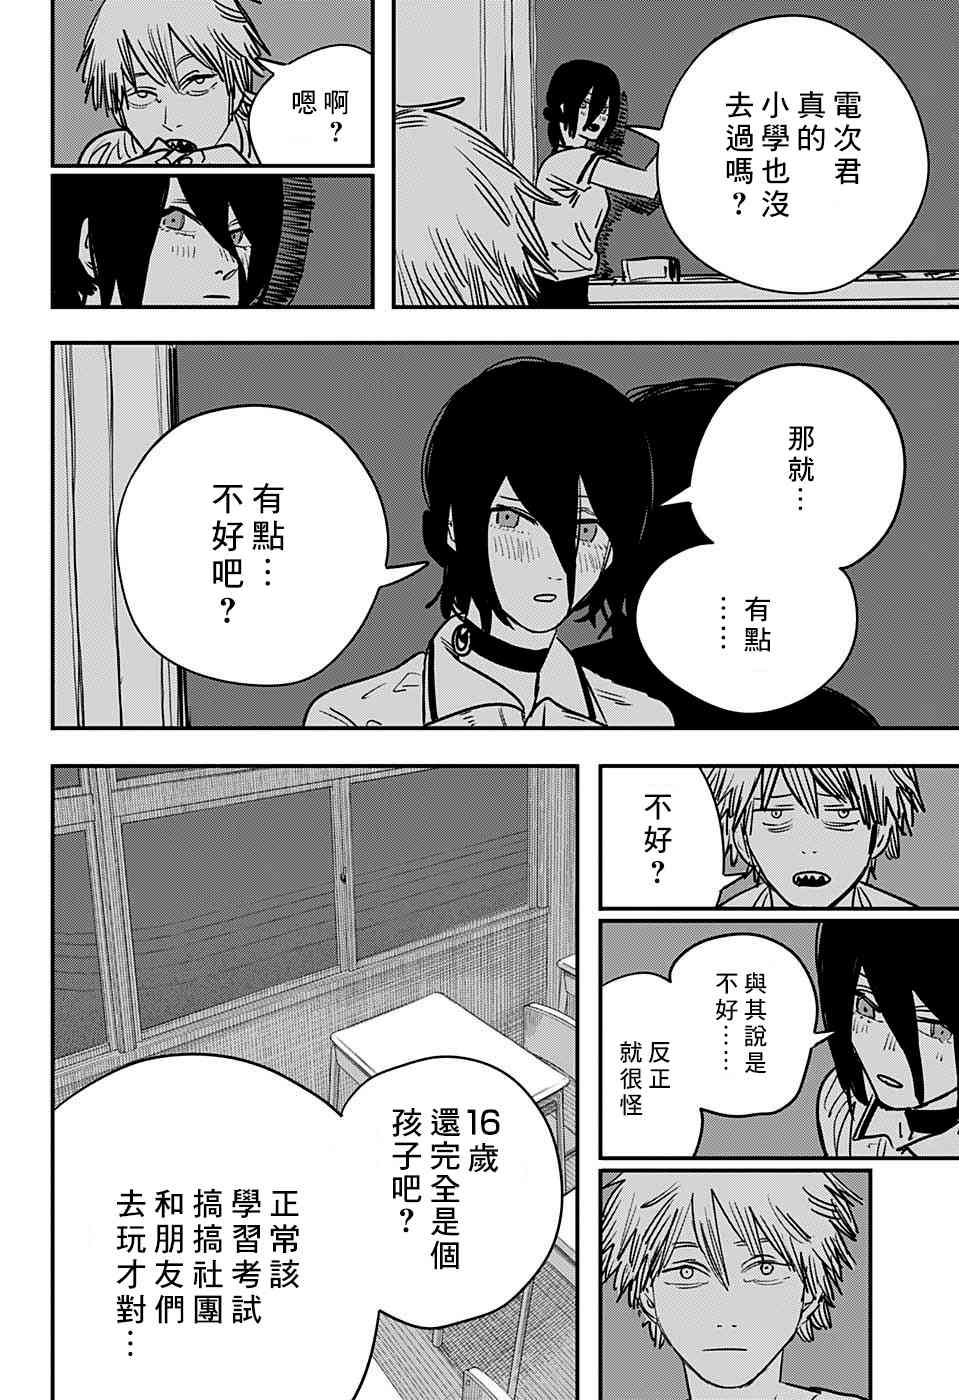 電次君
真的
小學也沒
去過嗎?
嗯啊
?
那就…
有點
……
有點…
不好吧?
不好?
與其說是
不好……
反正
就很怪
16歲
還完全是個
孩子吧?
正常該
學習考試
搞搞社團
和朋友們
去玩才對…